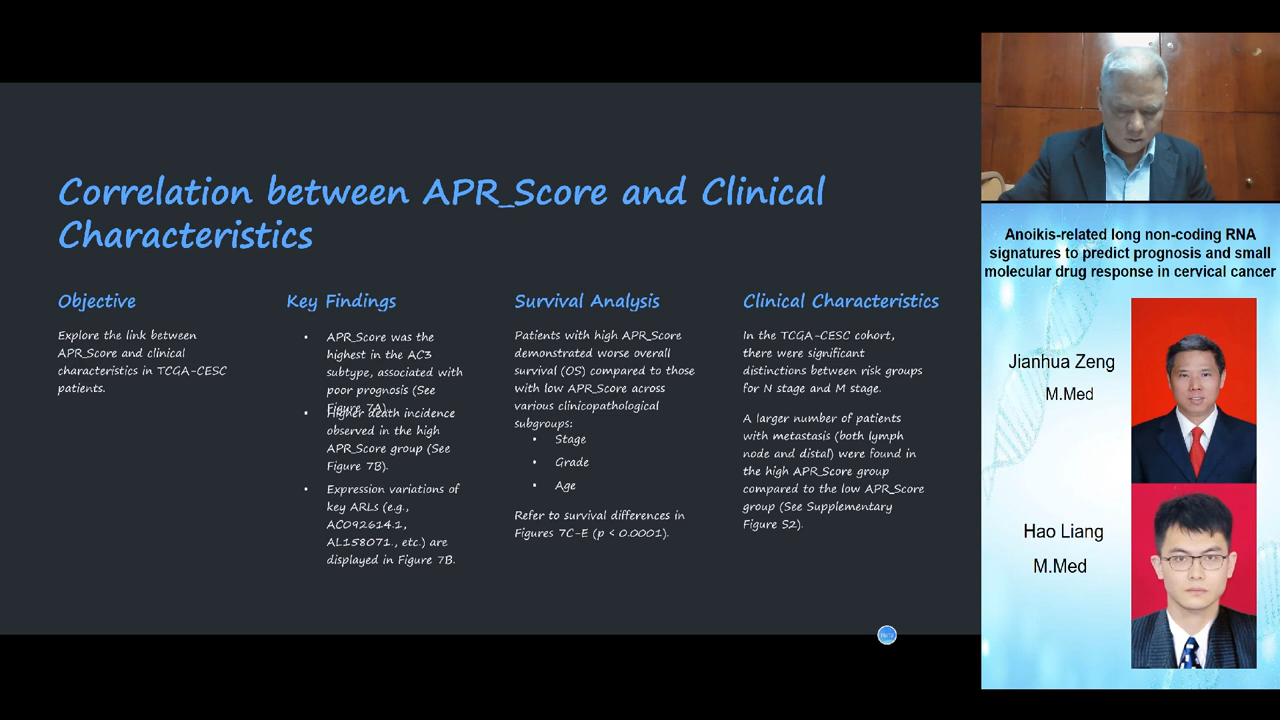 Correlation between APR_Score and Clinical
Characteristics
Objective
Explore the link between
APR_Score and clinical
characteristics in TCGA-CESC
patients.
Key Findings
• APR_Score was the
highest in the AC3
subtype, associated with
poor prognosis (See
Figure 7A).
• Higher death incidence
observed in the high
APR_Score group (See
Figure 7B).
• Expression variations of
key ARLs (e.g.,
AC092614.1,
AL158071., etc.) are
displayed in Figure 7B.
Survival Analysis
Patients with high APR_Score
demonstrated worse overall
survival (OS) compared to those
with low APR_Score across
various clinicopathological
subgroups:
• Stage
• Grade
• Age
Refer to survival differences in
Figures 7C-E (p < 0.0001).
Clinical Characteristics
In the TCGA-CESC cohort,
there were significant
distinctions between risk groups
for N stage and M stage.
A larger number of patients
with metastasis (both lymph
node and distal) were found in
the high APR_Score group
compared to the low APR_Score
group (See Supplementary
Figure S2).
Anoikis-related long non-coding RNA
signatures to predict prognosis and small
molecular drug response in cervical cancer
Jianhua Zeng
M.Med
Hao Liang
M.Med